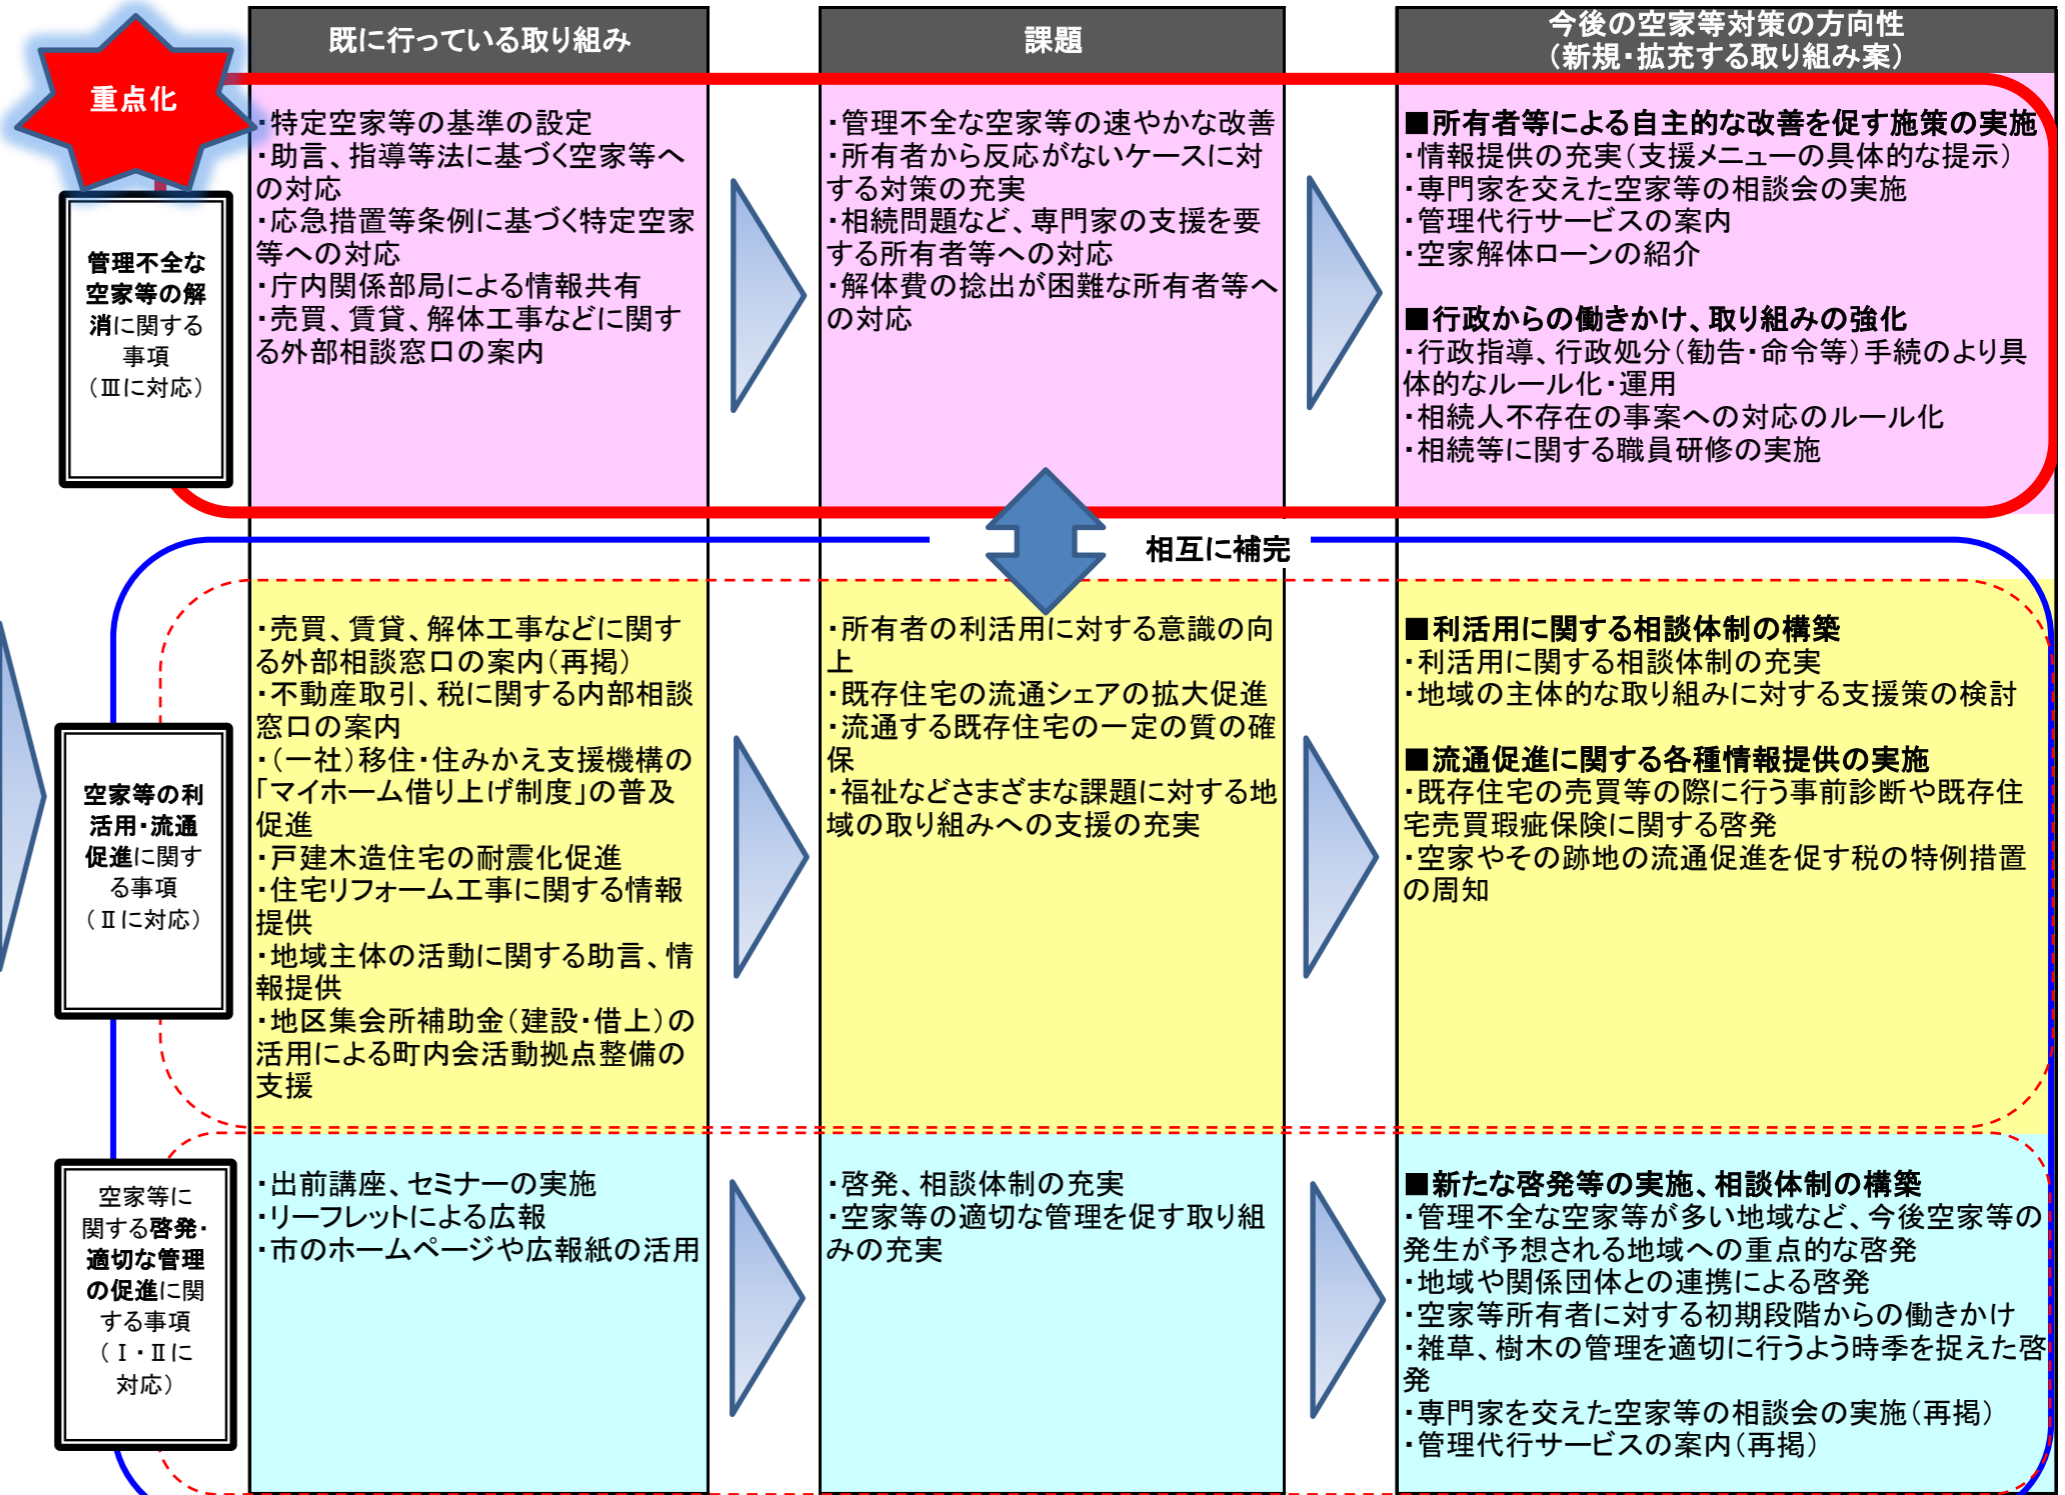 既に行っている取り組み
課題
今後の空家等対策の方向性
（新規・拡充する取り組み案）
重点化
管理不全な
空家等の解
消に関する
事項
（Ⅲに対応）
・特定空家等の基準の設定
・助言、指導等法に基づく空家等へ
の対応
・応急措置等条例に基づく特定空家
等への対応
・庁内関係部局による情報共有
・売買、賃貸、解体工事などに関す
る外部相談窓口の案内
・管理不全な空家等の速やかな改善
・所有者から反応がないケースに対
する対策の充実
・相続問題など、専門家の支援を要
する所有者等への対応
・解体費の捻出が困難な所有者等へ
の対応
■所有者等による自主的な改善を促す施策の実施
・情報提供の充実（支援メニューの具体的な提示）
・専門家を交えた空家等の相談会の実施
・管理代行サービスの案内
・空家解体ローンの紹介
■行政からの働きかけ、取り組みの強化
・行政指導、行政処分（勧告・命令等）手続のより具
体的なルール化・運用
・相続人不存在の事案への対応のルール化
・相続等に関する職員研修の実施
相互に補完
空家等の利
活用・流通
促進に関す
る事項
（Ⅱに対応）
・売買、賃貸、解体工事などに関す
る外部相談窓口の案内（再掲）
・不動産取引、税に関する内部相談
窓口の案内
・（一社）移住・住みかえ支援機構の
「マイホーム借り上げ制度」の普及
促進
・戸建木造住宅の耐震化促進
・住宅リフォーム工事に関する情報
提供
・地域主体の活動に関する助言、情
報提供
・地区集会所補助金（建設・借上）の
活用による町内会活動拠点整備の
支援
・所有者の利活用に対する意識の向
上
・既存住宅の流通シェアの拡大促進
・流通する既存住宅の一定の質の確
保
・福祉などさまざまな課題に対する地
域の取り組みへの支援の充実
■利活用に関する相談体制の構築
・利活用に関する相談体制の充実
・地域の主体的な取り組みに対する支援策の検討
■流通促進に関する各種情報提供の実施
・既存住宅の売買等の際に行う事前診断や既存住
宅売買瑕疵保険に関する啓発
・空家やその跡地の流通促進を促す税の特例措置
の周知
空家等に
関する啓発・
適切な管理
の促進に関
する事項
（Ⅰ・Ⅱに
対応）
・出前講座、セミナーの実施
・リーフレットによる広報
・市のホームページや広報紙の活用
・啓発、相談体制の充実
・空家等の適切な管理を促す取り組
みの充実
■新たな啓発等の実施、相談体制の構築
・管理不全な空家等が多い地域など、今後空家等の
発生が予想される地域への重点的な啓発
・地域や関係団体との連携による啓発
・空家等所有者に対する初期段階からの働きかけ
・雑草、樹木の管理を適切に行うよう時季を捉えた啓
発
・専門家を交えた空家等の相談会の実施（再掲）
・管理代行サービスの案内（再掲）